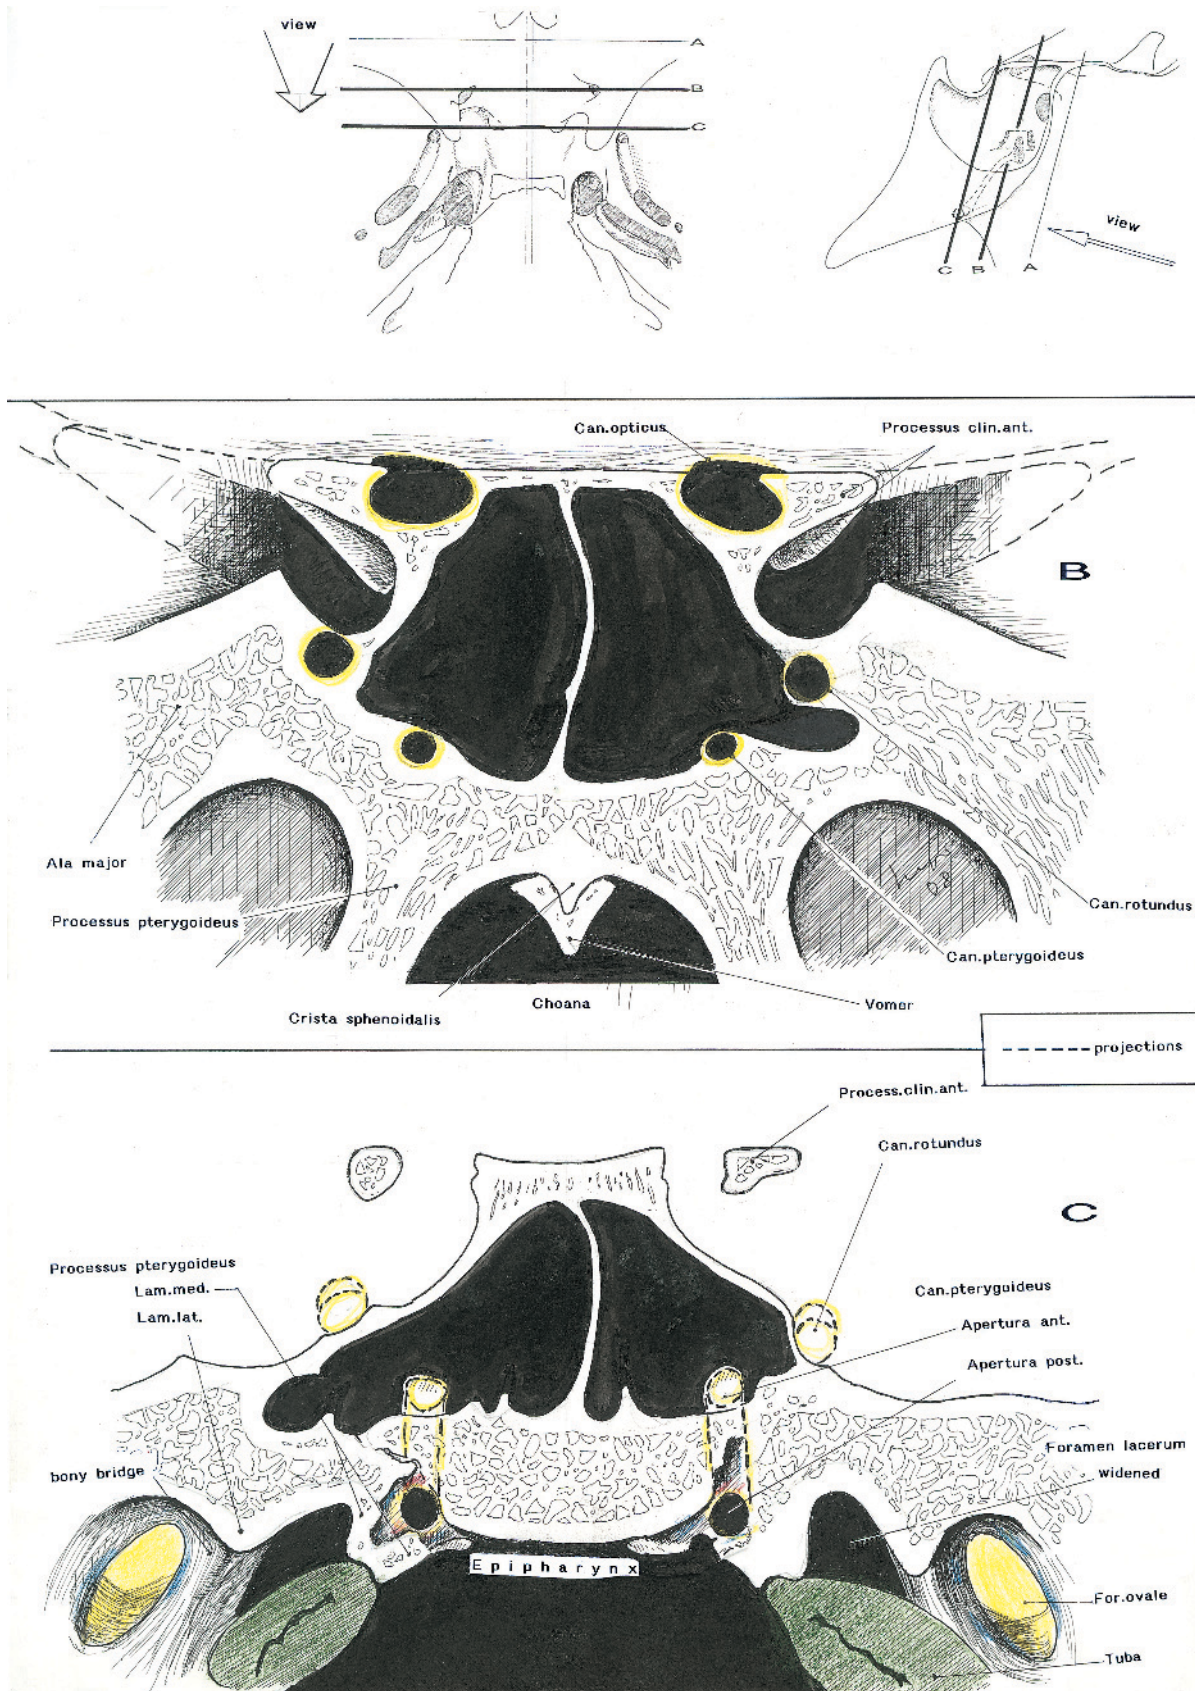 view
A
B
C
view
C
B
A
Can.opticus
Processus clin.ant.
B
Ala major
Processus pterygoideus
Can.rotundus
Can.pterygoideus
Choana
Vomer
Crista sphenoidalis
projections
Process.clin.ant.
Can.rotundus
C
Processus pterygoideus
Lam.med.
Lam.lat.
Can.pterygoideus
Apertura ant.
Apertura post.
Foramen lacerum
widened
bony bridge
Epipharynx
For.ovale
Tuba